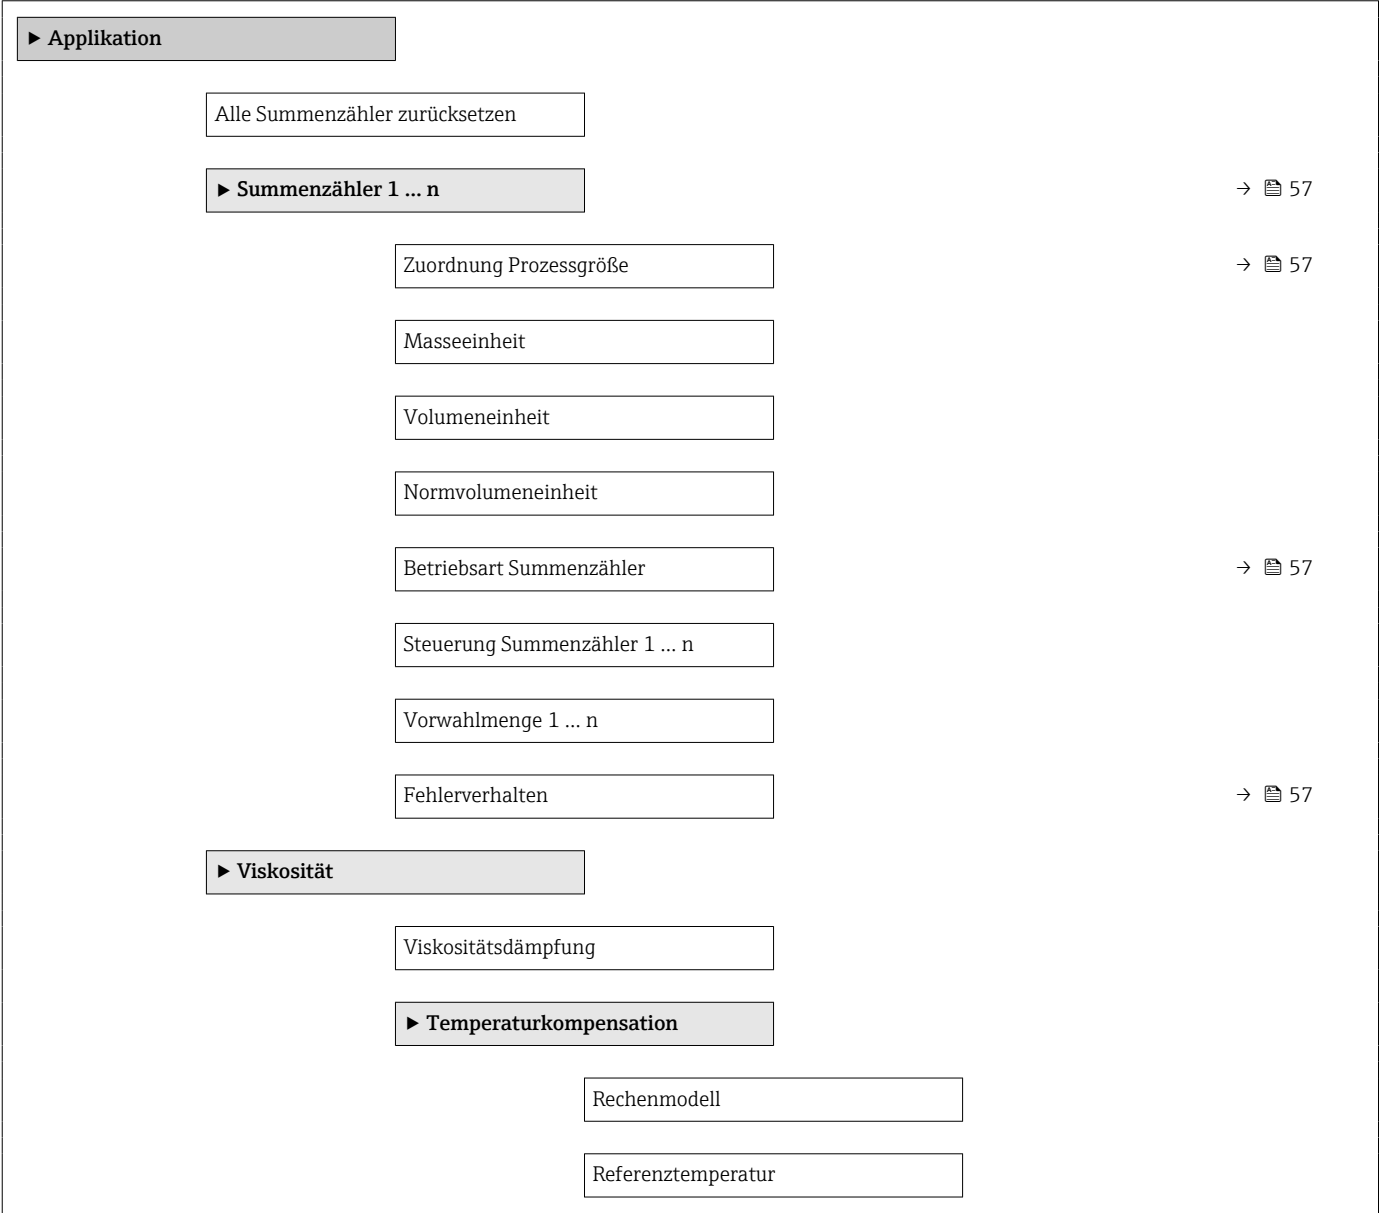 ▶ Applikation
Alle Summenzähler zurücksetzen
▶ Summenzähler 1 … n → 57
Zuordnung Prozessgröße → 57
Masseeinheit
Volumeneinheit
Normvolumeneinheit
Betriebsart Summenzähler → 57
Steuerung Summenzähler 1 … n
Vorwahlmenge 1 … n
Fehlerverhalten → 57
▶ Viskosität
Viskositätsdämpfung
▶ Temperaturkompensation
Rechenmodell
Referenztemperatur